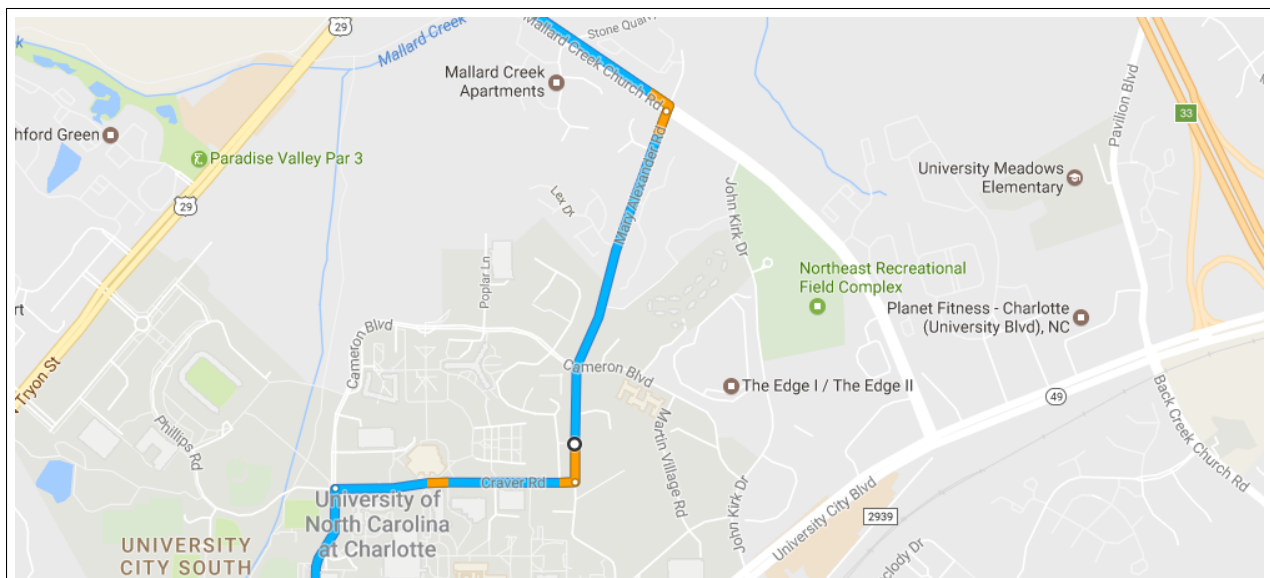 29
Mallard Creek
Stone Quarry
Mallard Creek Church Rd
Mallard Creek
Apartments
Pavilion Blvd
33
hford Green
Paradise Valley Par 3
Mary Alexander Rd
University Meadows
Elementary
29
Lex Dr
John Kirk Dr
Poplar Ln
Northeast Recreational
Field Complex
Planet Fitness - Charlotte
(University Blvd), NC
rt
Cameron Blvd
Cameron Blvd
The Edge I / The Edge II
Tryon St
49
Back Creek Church Rd
Phillips Rd
Martin Village Rd
Craver Rd
University of
North Carolina
at Charlotte
John Kirk Dr
University City Blvd
2939
UNIVERSITY
CITY SOUTH
clody Dr